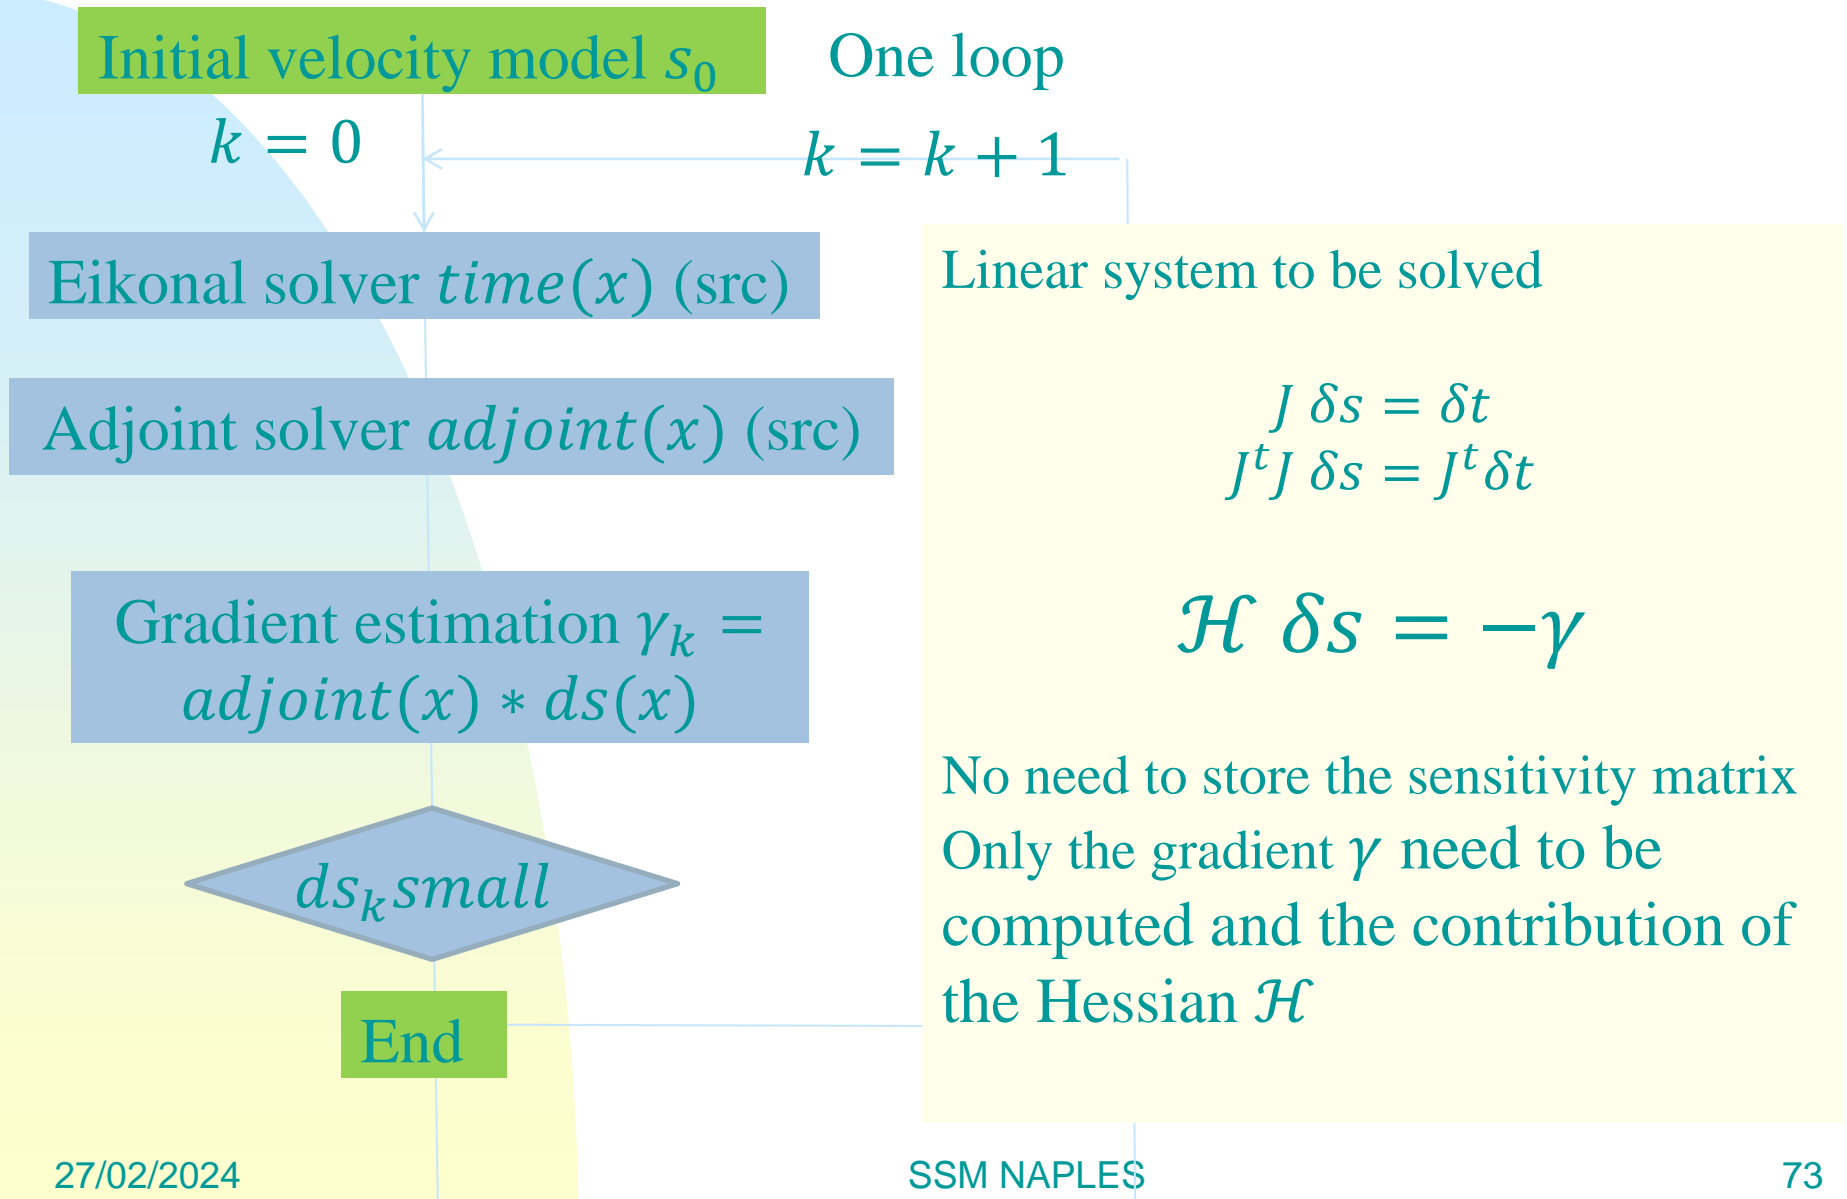 Initial velocity model s₀
One loop
k = 0
k = k + 1
Eikonal solver time(x) (src)
Adjoint solver adjoint(x) (src)
Gradient estimation γₖ =
adjoint(x) ∗ ds(x)
dsₖsmall
End
Linear system to be solved
J δs = δt
JᵗJ δs = Jᵗδt
ℋ δs = −γ
No need to store the sensitivity matrix
Only the gradient γ need to be
computed and the contribution of
the Hessian ℋ
27/02/2024
SSM NAPLES
73